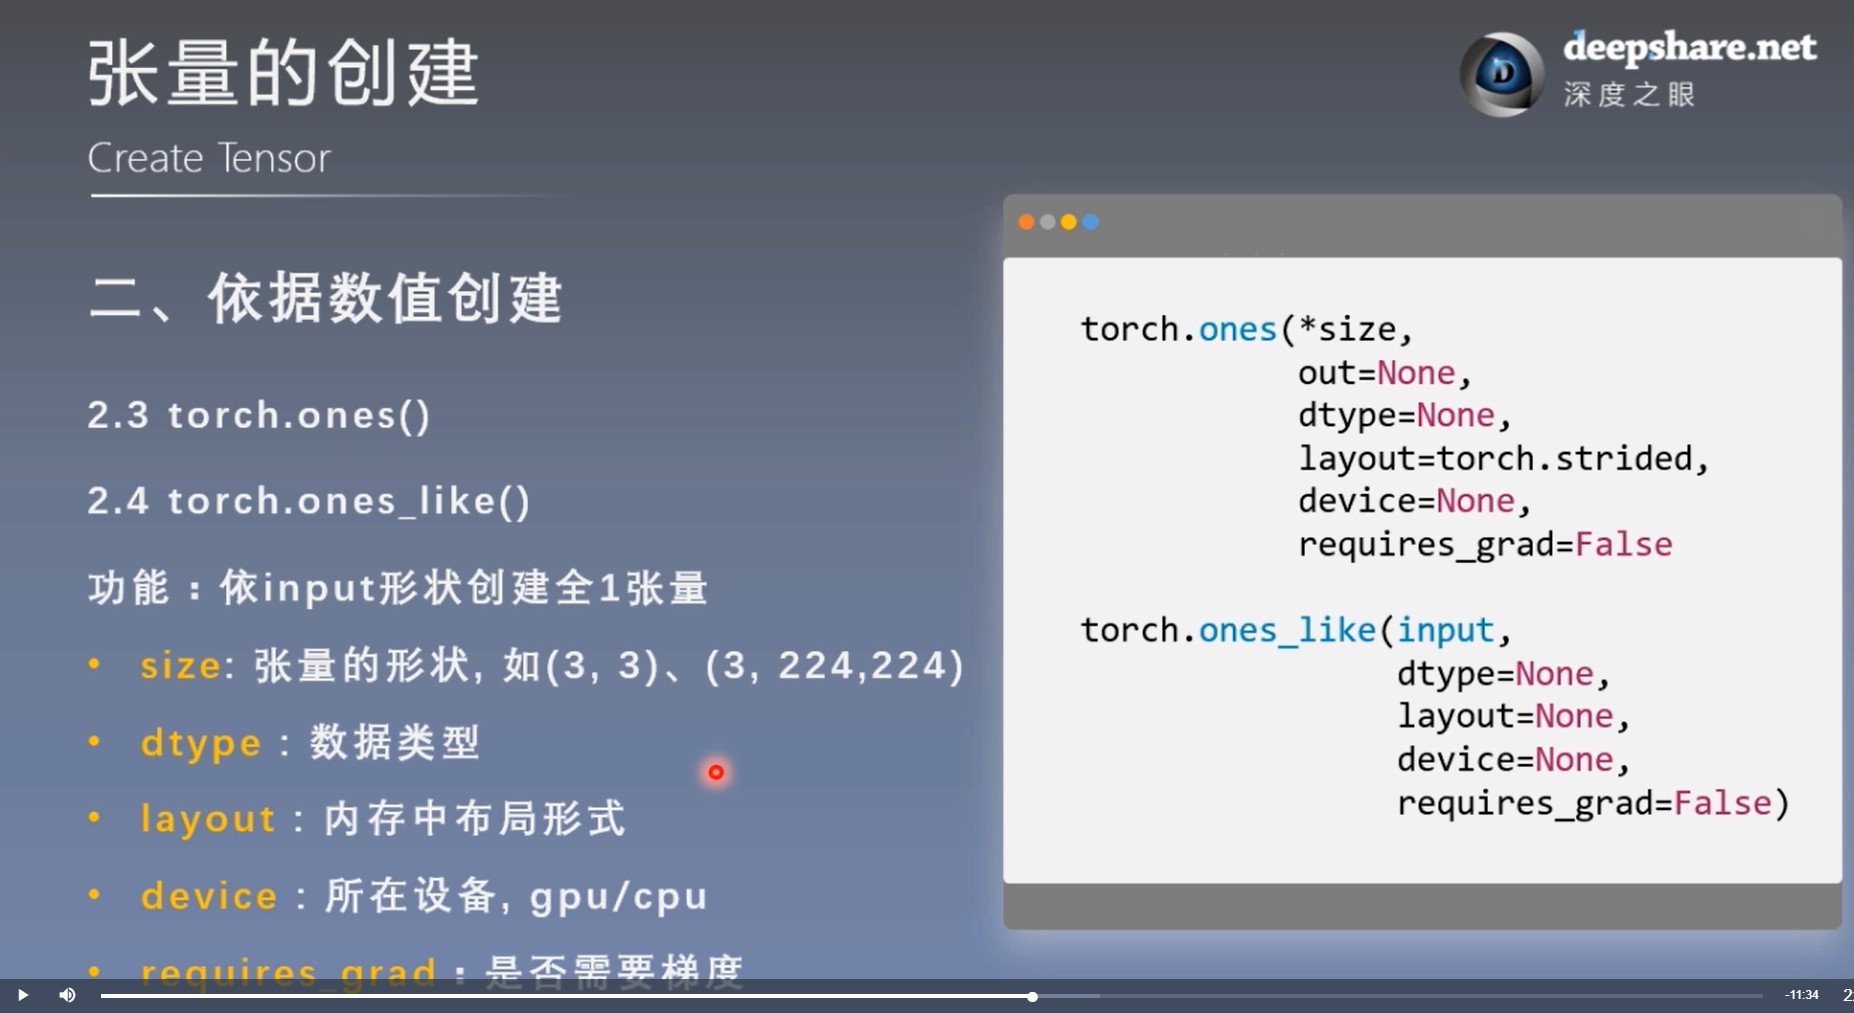 张量的创建
Create Tensor
deepshare.net
深度之眼
二、依据数值创建
2.3 torch.ones()
2.4 torch.ones_like()
功能：依input形状创建全1张量
• size: 张量的形状, 如(3, 3)、(3, 224,224)
• dtype：数据类型
• layout：内存中布局形式
• device：所在设备, gpu/cpu
• requires_grad：是否需要梯度
torch.ones(*size,
out=None,
dtype=None,
layout=torch.strided,
device=None,
requires_grad=False
torch.ones_like(input,
dtype=None,
layout=None,
device=None,
requires_grad=False)
-11:34